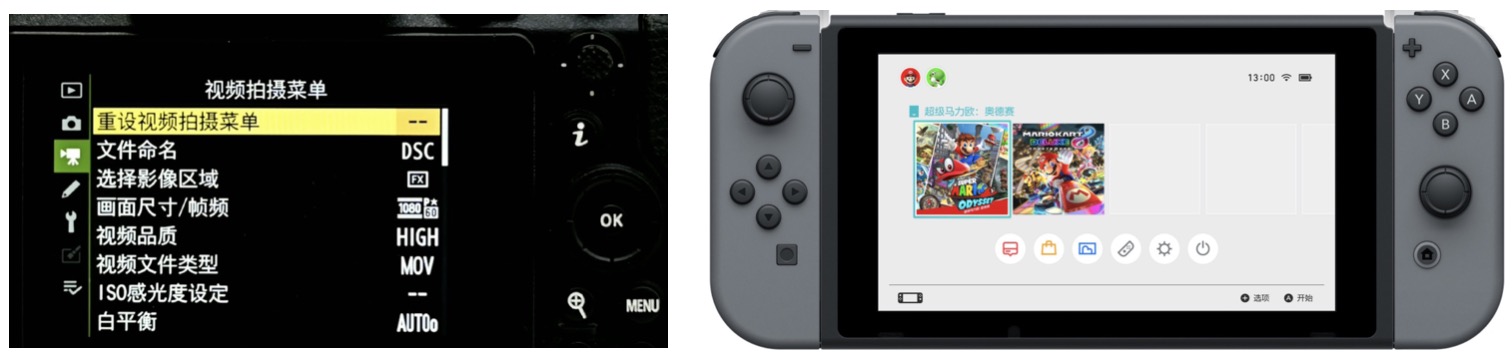 视频拍摄菜单
重设视频拍摄菜单 --
文件命名 DSC
选择影像区域 FX
画面尺寸/帧频 1080 P★ 60
视频品质 HIGH
视频文件类型 MOV
ISO感光度设定 --
白平衡 AUTO0
i
OK
MENU
13:00
超级马力欧：奥德赛
SUPER MARIO ODYSSEY
MARIOKART 8 DELUXE
选项
A 开始
X
Y
A
B